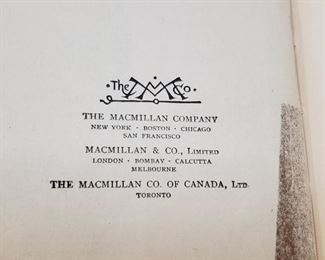 The MM Co.
THE MACMILLAN COMPANY
NEW YORK · BOSTON · CHICAGO
SAN FRANCISCO
MACMILLAN & CO., LIMITED
LONDON · BOMBAY · CALCUTTA
MELBOURNE
THE MACMILLAN CO. OF CANADA, LTD.
TORONTO